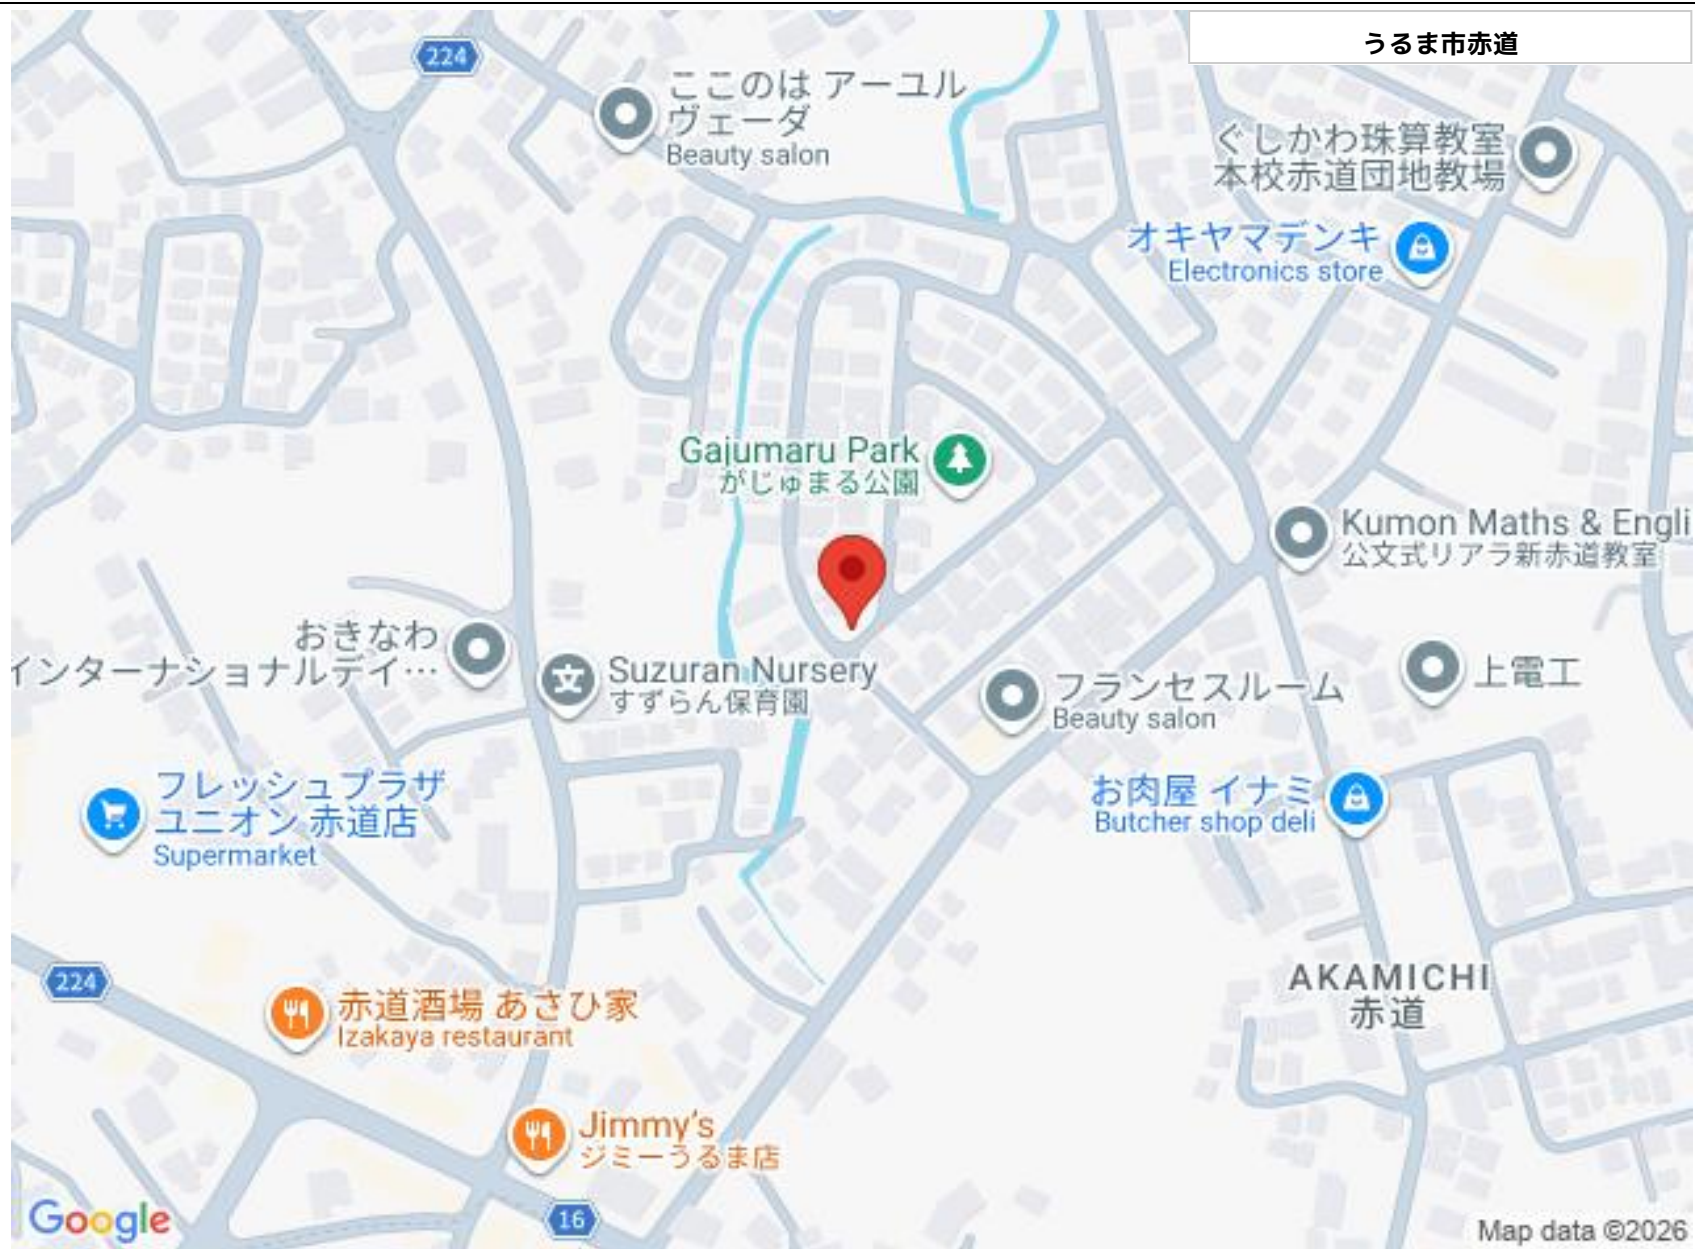 うるま市赤道
224
ここのは アーユル
ヴェーダ
Beauty salon
ぐしかわ珠算教室
本校赤道団地教場
オキヤマデンキ
Electronics store
Gajumaru Park
がじゅまる公園
Kumon Maths & Engli
公文式リアラ新赤道教室
おきなわ
インターナショナルデイ…
文
Suzuran Nursery
すずらん保育園
フランセスルーム
Beauty salon
上電工
フレッシュプラザ
ユニオン 赤道店
Supermarket
お肉屋 イナミ
Butcher shop deli
224
赤道酒場 あさひ家
Izakaya restaurant
AKAMICHI
赤道
Jimmy's
ジミーうるま店
16
Google
Map data ©2026